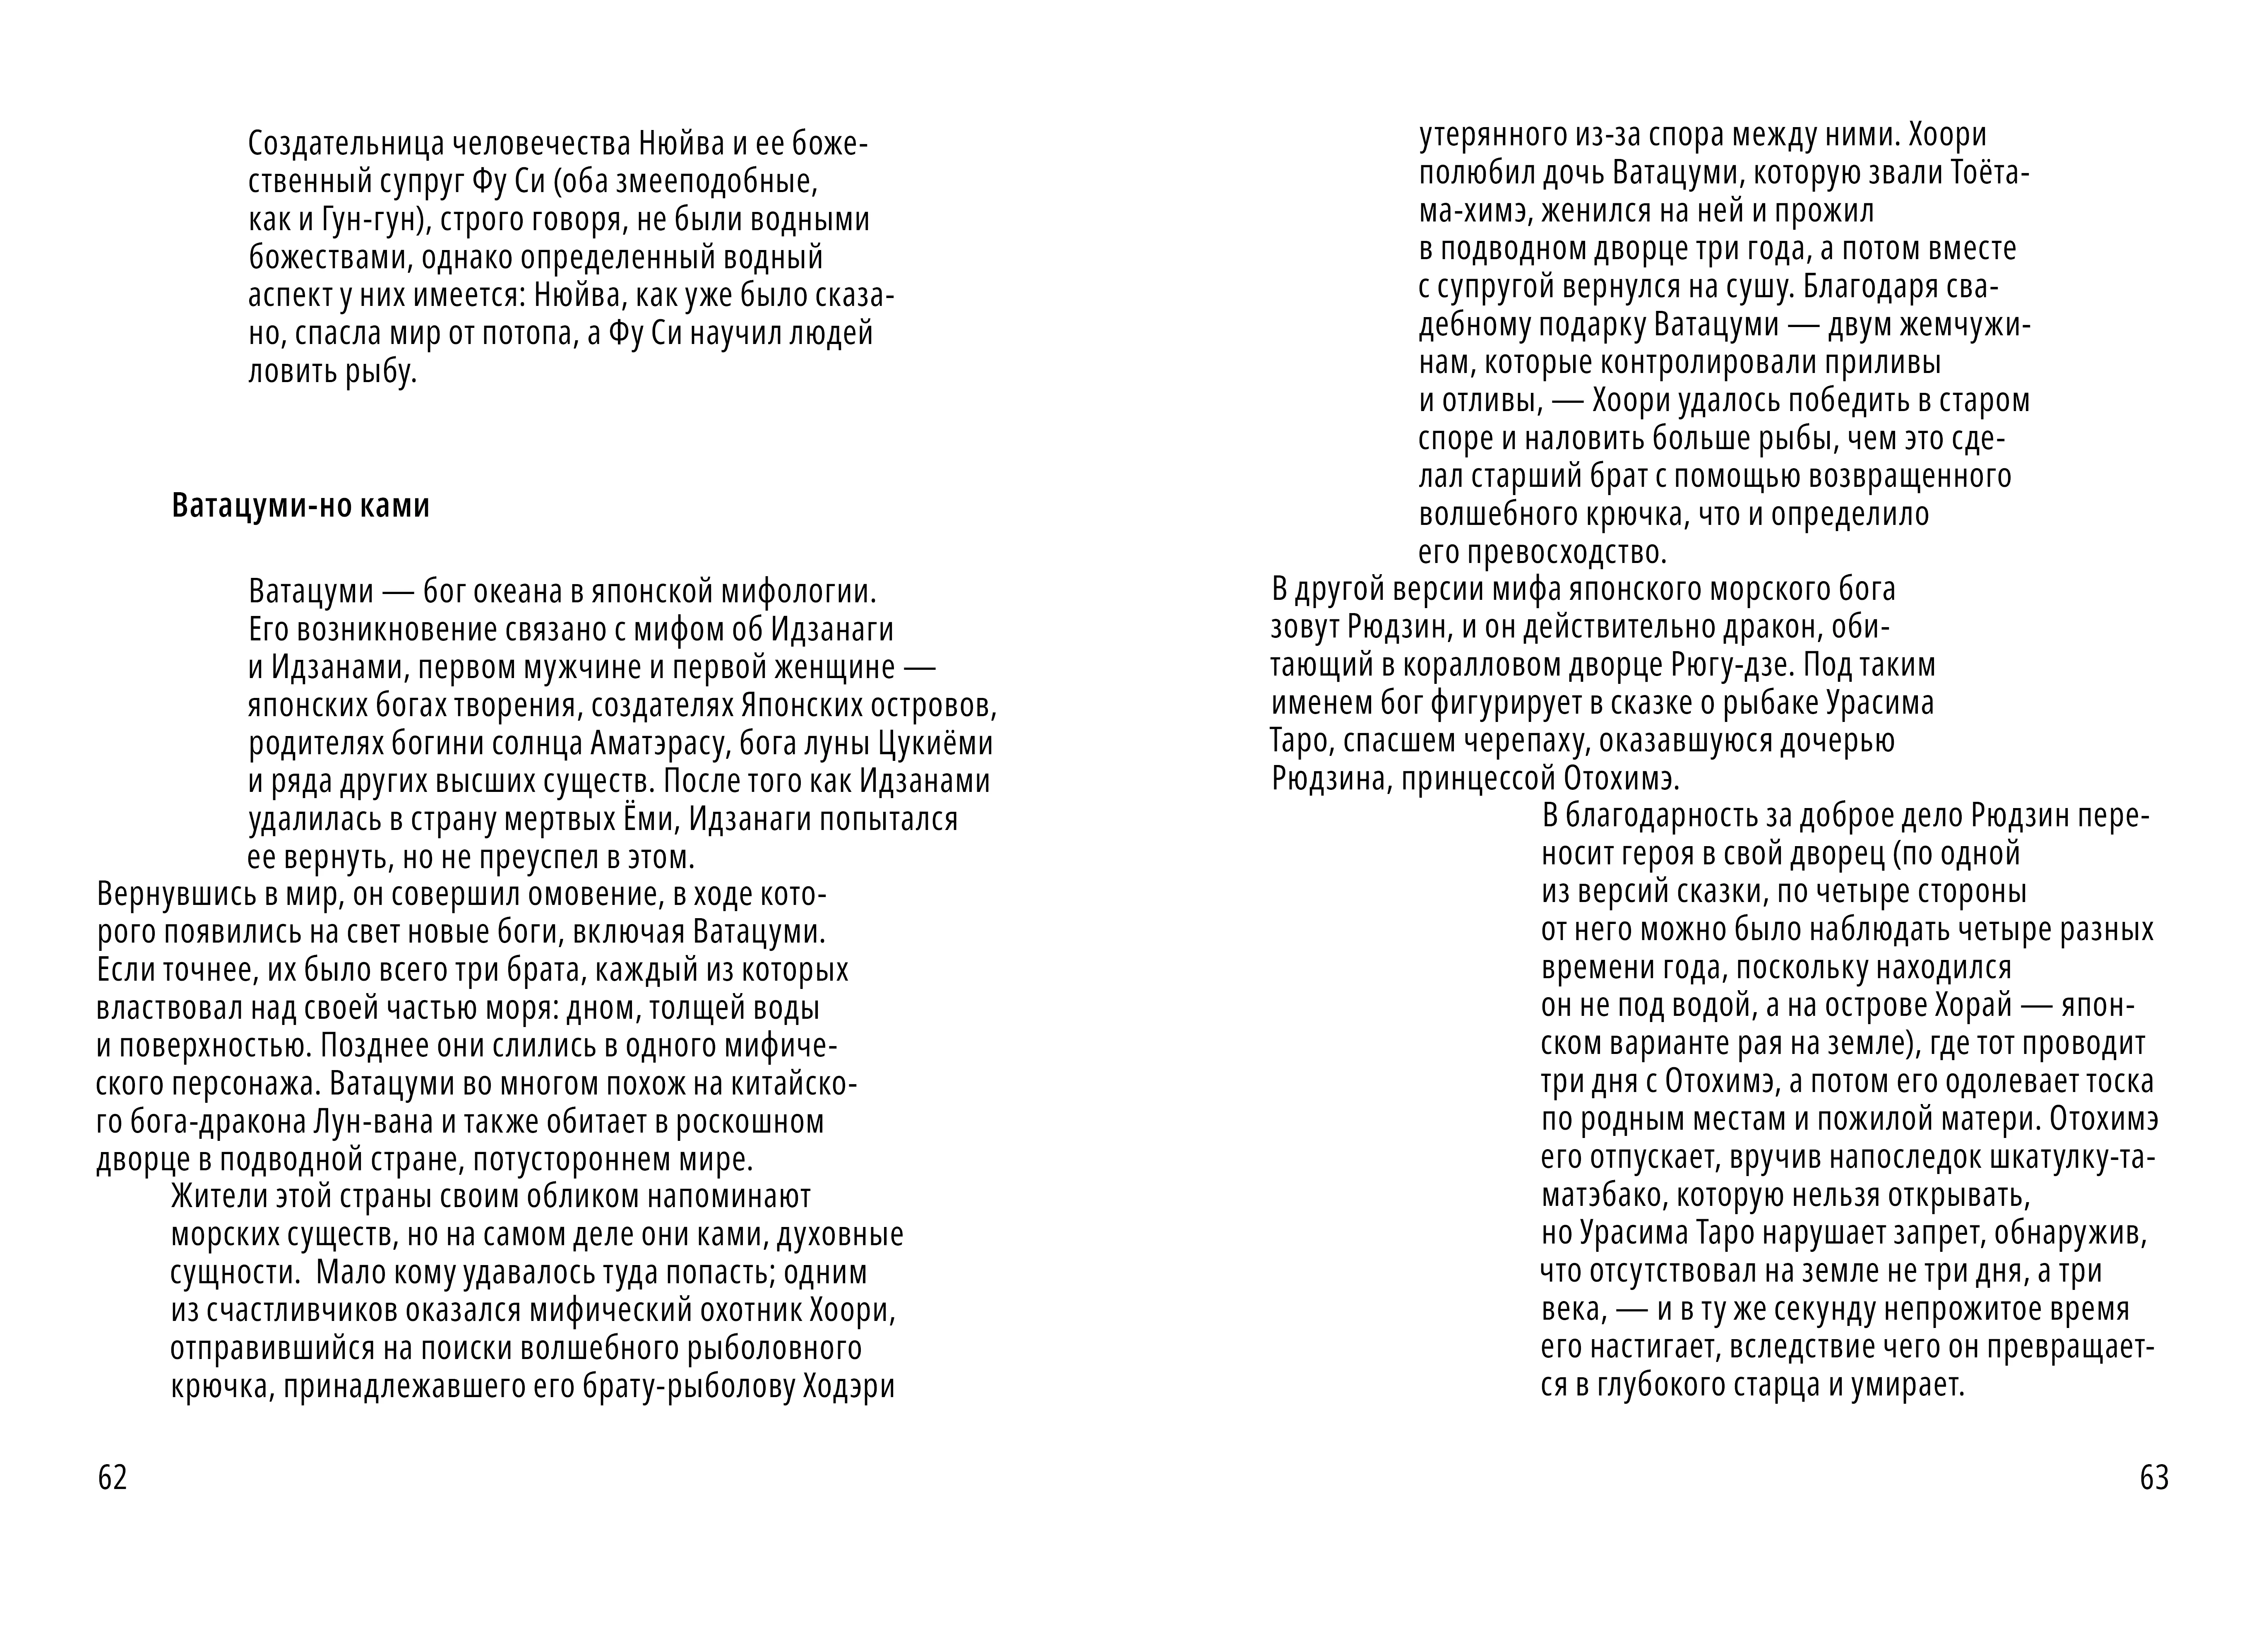 Создательница человечества Нюйва и ее боже-
ственный супруг Фу Си (оба змееподобные,
как и Гун-гун), строго говоря, не были водными
божествами, однако определенный водный
аспект у них имеется: Нюйва, как уже было сказа-
но, спасла мир от потопа, а Фу Си научил людей
ловить рыбу.
Ватацуми-но ками
Ватацуми — бог океана в японской мифологии.
Его возникновение связано с мифом об Идзанаги
и Идзанами, первом мужчине и первой женщине —
японских богах творения, создателях Японских островов,
родителях богини солнца Аматэрасу, бога луны Цукиёми
и ряда других высших существ. После того как Идзанами
удалилась в страну мертвых Ёми, Идзанаги попытался
ее вернуть, но не преуспел в этом.
Вернувшись в мир, он совершил омовение, в ходе кото-
рого появились на свет новые боги, включая Ватацуми.
Если точнее, их было всего три брата, каждый из которых
властвовал над своей частью моря: дном, толщей воды
и поверхностью. Позднее они слились в одного мифиче-
ского персонажа. Ватацуми во многом похож на китайско-
го бога-дракона Лун-вана и также обитает в роскошном
дворце в подводной стране, потустороннем мире.
Жители этой страны своим обликом напоминают
морских существ, но на самом деле они ками, духовные
сущности.  Мало кому удавалось туда попасть; одним
из счастливчиков оказался мифический охотник Хоори,
отправившийся на поиски волшебного рыболовного
крючка, принадлежавшего его брату-рыболову Ходэри
62
утерянного из-за спора между ними. Хоори
полюбил дочь Ватацуми, которую звали Тоёта-
ма-химэ, женился на ней и прожил
в подводном дворце три года, а потом вместе
с супругой вернулся на сушу. Благодаря сва-
дебному подарку Ватацуми — двум жемчужи-
нам, которые контролировали приливы
и отливы, — Хоори удалось победить в старом
споре и наловить больше рыбы, чем это сде-
лал старший брат с помощью возвращенного
волшебного крючка, что и определило
его превосходство.
В другой версии мифа японского морского бога
зовут Рюдзин, и он действительно дракон, оби-
тающий в коралловом дворце Рюгу-дзе. Под таким
именем бог фигурирует в сказке о рыбаке Урасима
Таро, спасшем черепаху, оказавшуюся дочерью
Рюдзина, принцессой Отохимэ.
В благодарность за доброе дело Рюдзин пере-
носит героя в свой дворец (по одной
из версий сказки, по четыре стороны
от него можно было наблюдать четыре разных
времени года, поскольку находился
он не под водой, а на острове Хорай — япон-
ском варианте рая на земле), где тот проводит
три дня с Отохимэ, а потом его одолевает тоска
по родным местам и пожилой матери. Отохимэ
его отпускает, вручив напоследок шкатулку-та-
матэбако, которую нельзя открывать,
но Урасима Таро нарушает запрет, обнаружив,
что отсутствовал на земле не три дня, а три
века, — и в ту же секунду непрожитое время
его настигает, вследствие чего он превращает-
ся в глубокого старца и умирает.
63